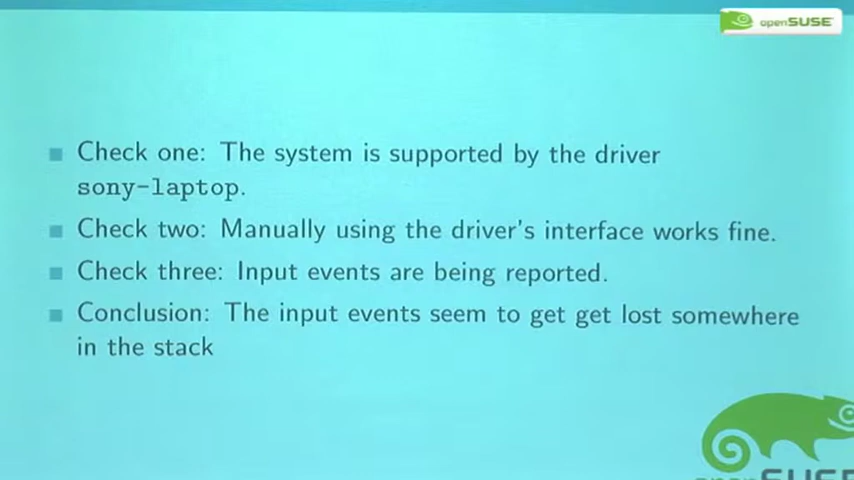 openSUSE
Check one: The system is supported by the driver
sony-laptop.
Check two: Manually using the driver's interface works fine.
Check three: Input events are being reported.
Conclusion: The input events seem to get get lost somewhere
in the stack
openSUSE